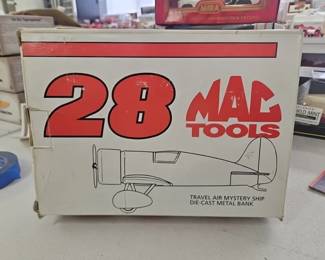 28
MAC
TOOLS
TRAVEL AIR MYSTERY SHIP
DIE-CAST METAL BANK